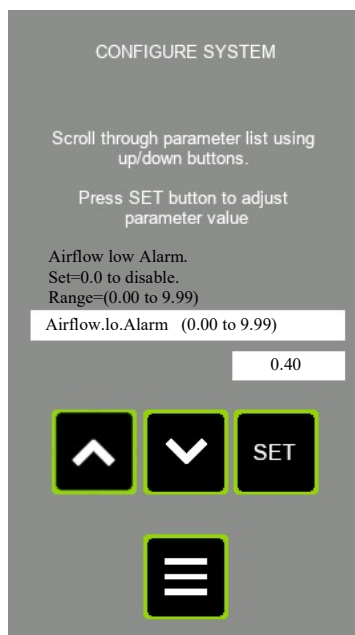 CONFIGURE SYSTEM
Scroll through parameter list using
up/down buttons.
Press SET button to adjust
parameter value
Airflow low Alarm.
Set=0.0 to disable.
Range=(0.00 to 9.99)
Airflow.lo.Alarm (0.00 to 9.99)
0.40
SET